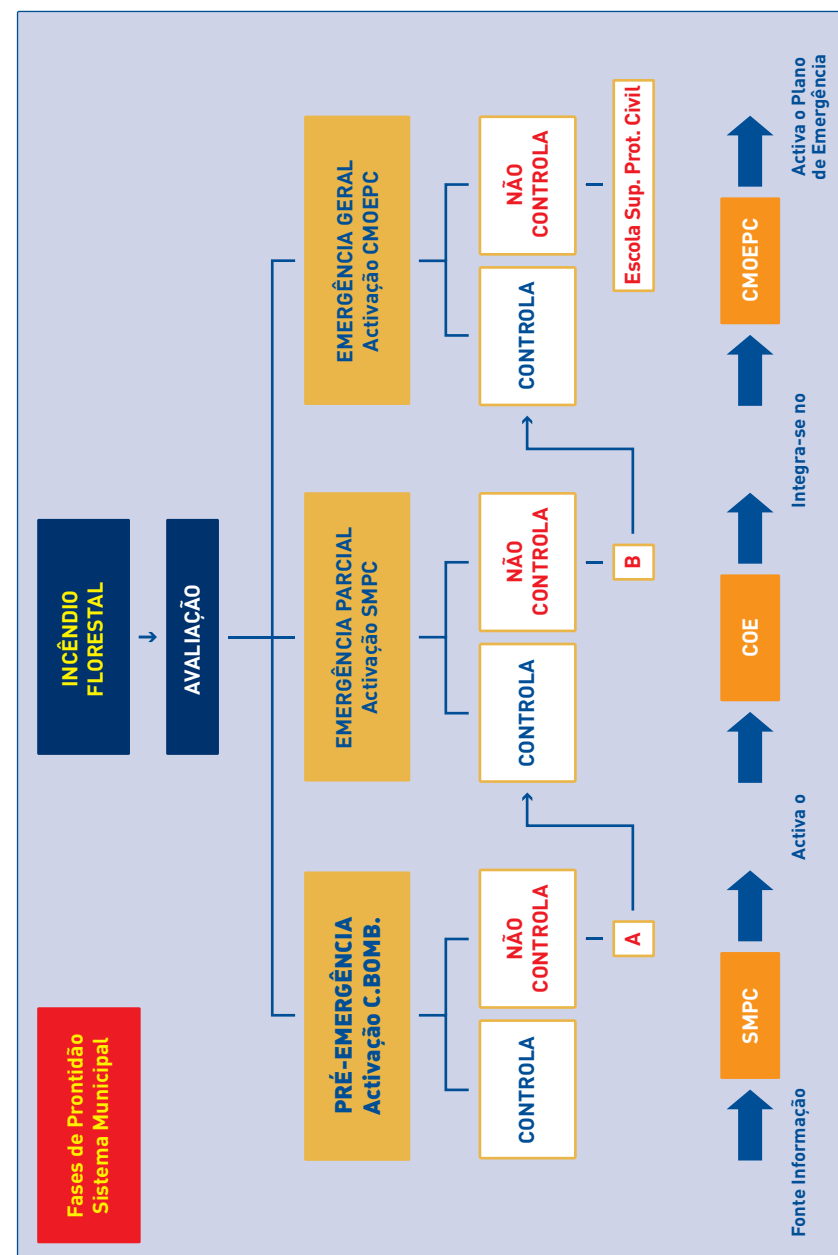 Fases de Prontidão
Sistema Municipal
INCÊNDIO
FLORESTAL
AVALIAÇÃO
PRÉ-EMERGÊNCIA
Activação C.BOMB.
EMERGÊNCIA PARCIAL
Activação SMPC
EMERGÊNCIA GERAL
Activação CMOEPC
CONTROLA
NÃO
CONTROLA
CONTROLA
NÃO
CONTROLA
CONTROLA
NÃO
CONTROLA
A
B
Escola Sup. Prot. Civil
SMPC
COE
CMOEPC
Fonte Informação
Activa o
Integra-se no
Activa o Plano
de Emergência